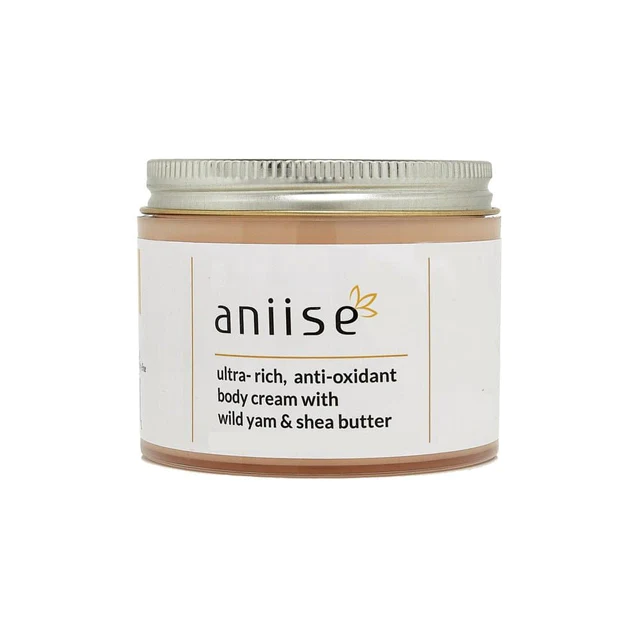 aniise
ultra- rich, anti-oxidant
body cream with
wild yam & shea butter